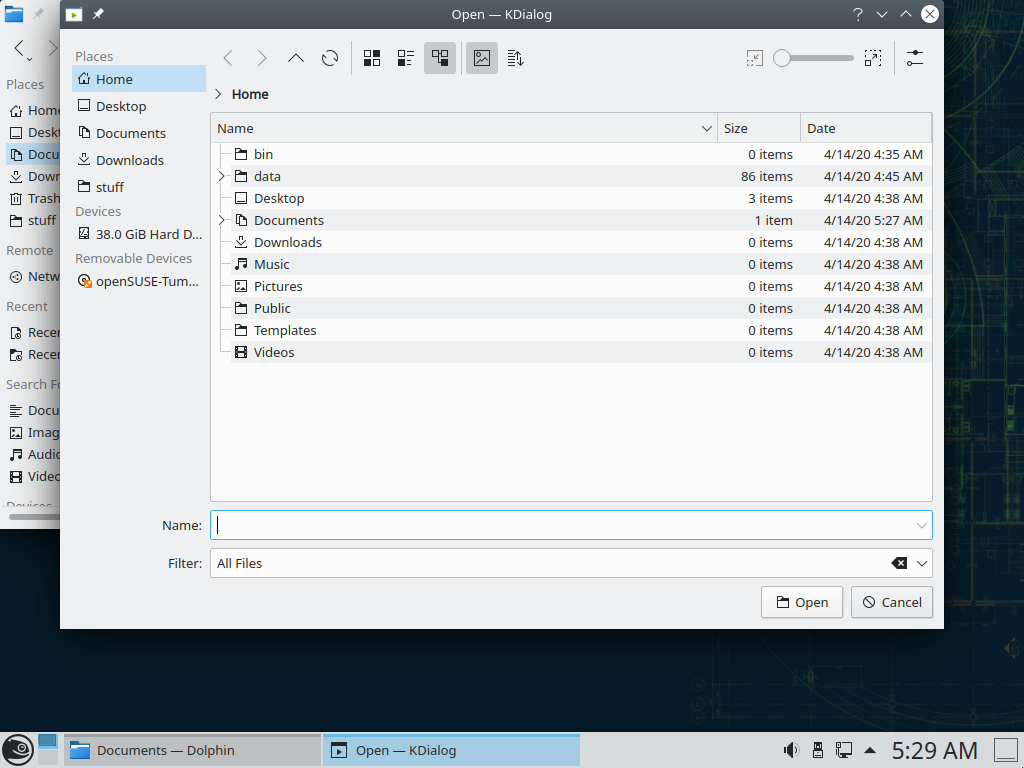 Open — KDialog
Places
Home
Desktop
Documents
Downloads
stuff
Devices
38.0 GiB Hard D...
Removable Devices
openSUSE-Tum...
Home
Name Size Date
bin 0 items 4/14/20 4:35 AM
data 86 items 4/14/20 4:45 AM
Desktop 3 items 4/14/20 4:38 AM
Documents 1 item 4/14/20 5:27 AM
Downloads 0 items 4/14/20 4:38 AM
Music 0 items 4/14/20 4:38 AM
Pictures 0 items 4/14/20 4:38 AM
Public 0 items 4/14/20 4:38 AM
Templates 0 items 4/14/20 4:38 AM
Videos 0 items 4/14/20 4:38 AM
Name:
Filter: All Files
Open Cancel
Places
Home
Deskt
Docu
Down
Trash
stuff
Remote
Netw
Recent
Recen
Recen
Search Fo
Docu
Imag
Audio
Video
Devices
Documents — Dolphin
Open — KDialog
5:29 AM